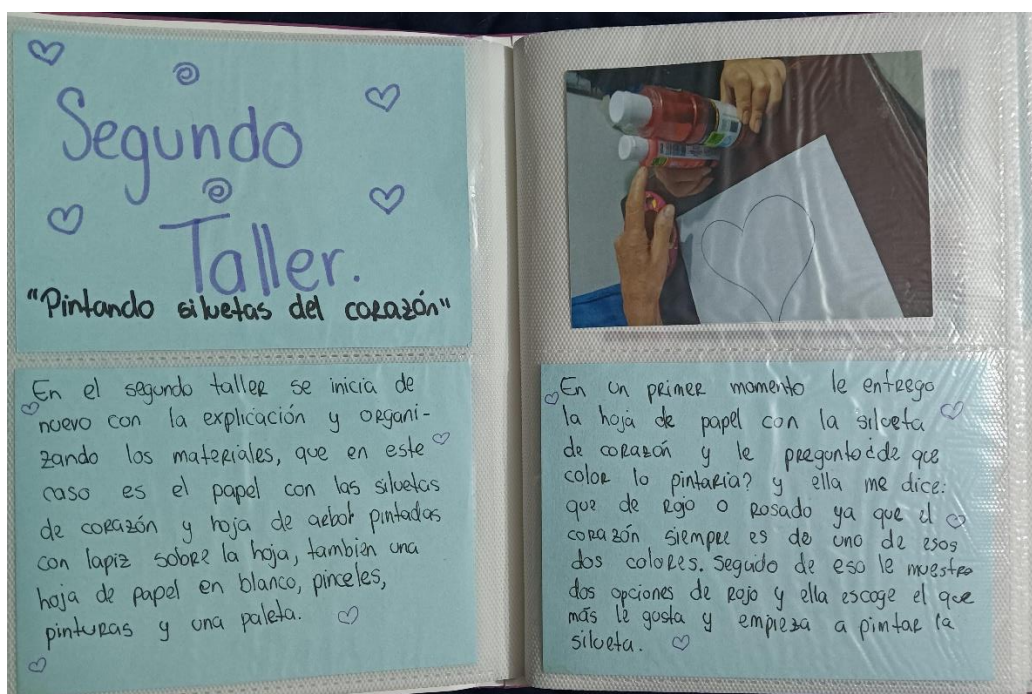 Segundo
Taller.
"Pintando siluetas del corazón"
En el segundo taller se inicia de
nuevo con la explicación y organi-
zando los materiales, que en este
caso es el papel con las siluetas
de corazón y hoja de aebol pintadas
con lapiz sobre la hoja, tambien una
hoja de papel en blanco, pinceles,
pinturas y una paleta.
En un primer momento le entrego
la hoja de papel con la silueta
de corazón y le pregunto ¿de que
color lo pintaria? y ella me dice:
que de rojo o rosado ya que el
corazón siempre es de uno de esos
dos colores. Seguido de eso le muestro
dos opciones de rojo y ella escoge el que
más le gusta y empieza a pimtar la
silueta.